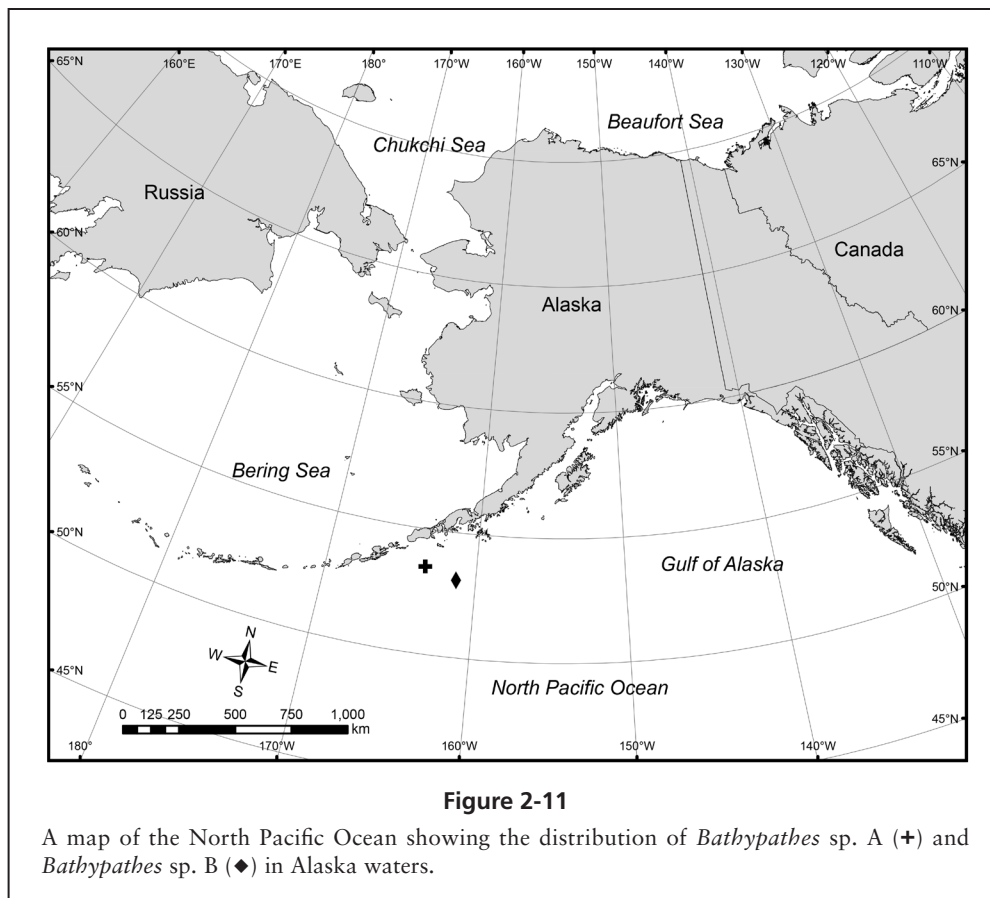 65°N 160°E 170°E 180° 170°W 160°W 150°W 140°W 130°W 120°W 110°W
Beaufort Sea
Chukchi Sea
65°N
Russia
60°N
Canada
Alaska
60°N
55°N
55°N
Bering Sea
50°N
Gulf of Alaska
50°N
N
W E
S
45°N
North Pacific Ocean
0 125 250 500 750 1,000
km
45°N
180° 170°W 160°W 150°W 140°W
Figure 2-11
A map of the North Pacific Ocean showing the distribution of Bathypathes sp. A (+) and
Bathypathes sp. B (◆) in Alaska waters.